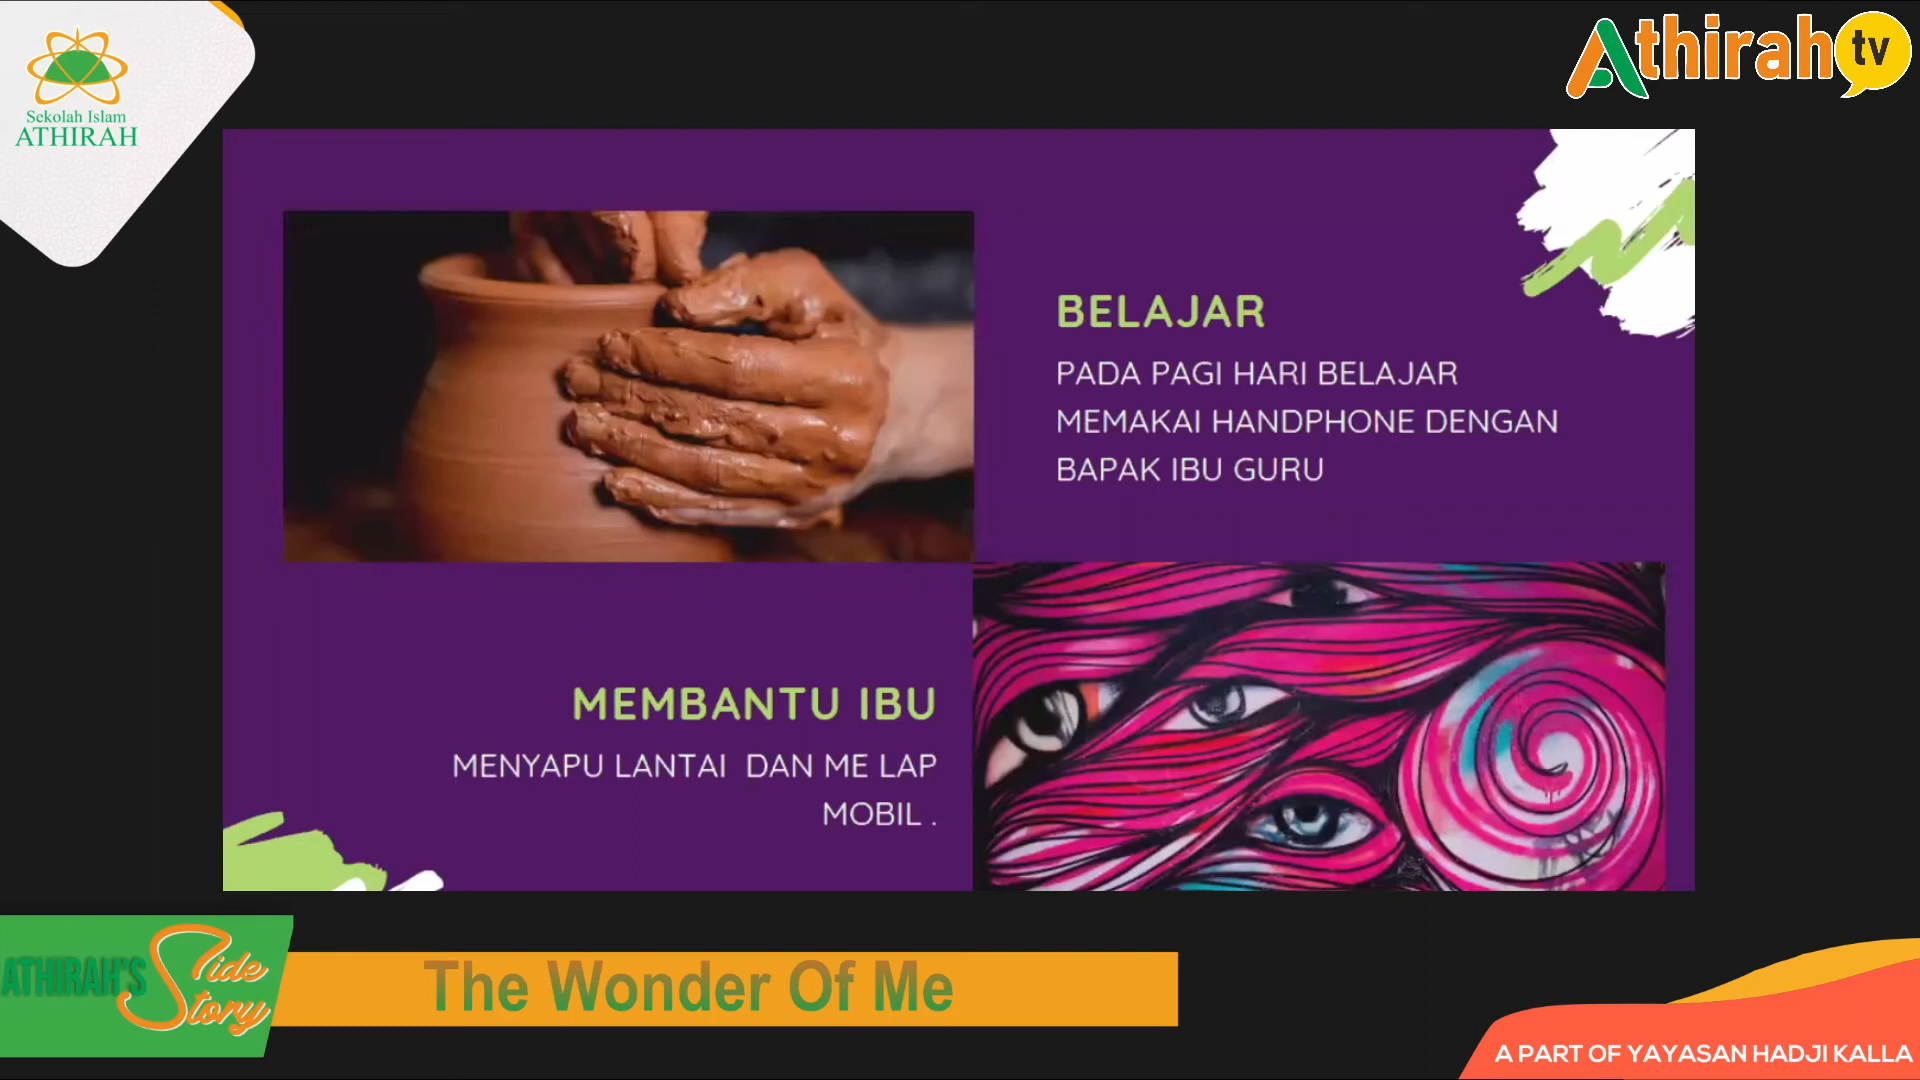 Sekolah Islam
ATHIRAH
Athirah tv
BELAJAR
PADA PAGI HARI BELAJAR
MEMAKAI HANDPHONE DENGAN
BAPAK IBU GURU
MEMBANTU IBU
MENYAPU LANTAI  DAN ME LAP
MOBIL .
ATHIRAH'S Side
Story
The Wonder Of Me
A PART OF YAYASAN HADJI KALLA